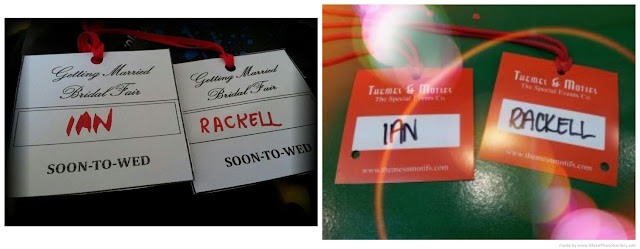 Getting Married
Bridal Fair
IAN
SOON-TO-WED
Getting Married
Bridal Fair
RACKELL
SOON-TO-WED
THEMES & MOTIFS
The Special Events Co.
IAN
www.themesnmotifs.com
THEMES & MOTIFS
The Special Events Co.
RACKELL
www.themesnmotifs.com